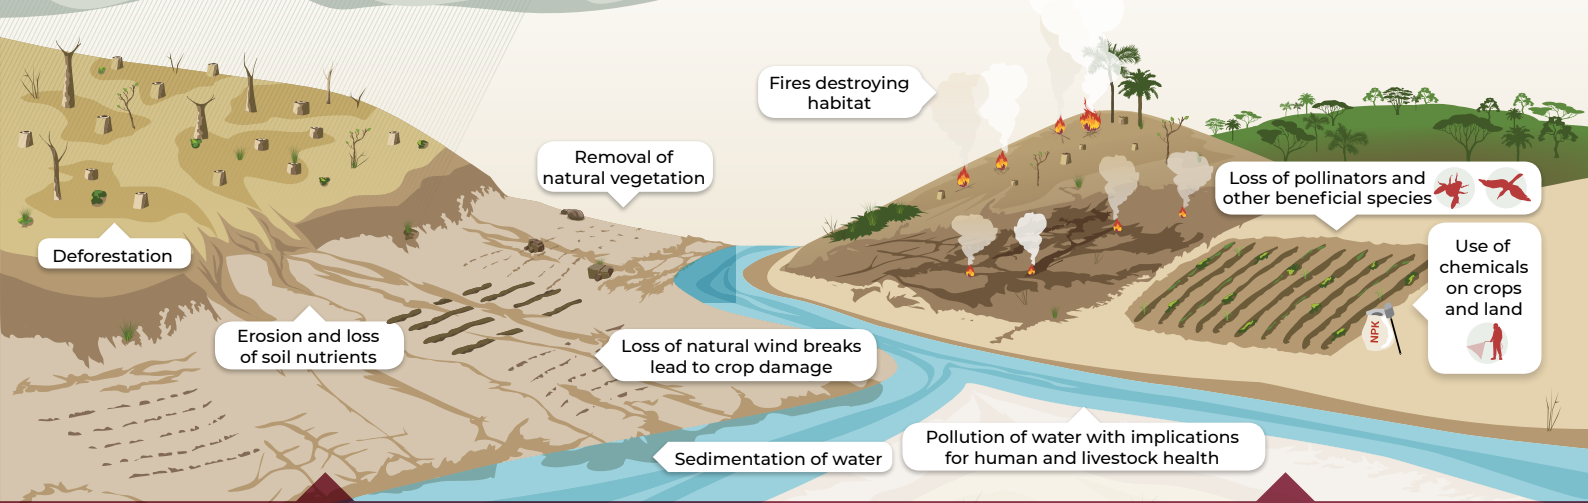 Fires destroying
habitat
Removal of
natural vegetation
Loss of pollinators and
other beneficial species
Deforestation
Use of
chemicals
on crops
and land
NPK
Erosion and loss
of soil nutrients
Loss of natural wind breaks
lead to crop damage
Pollution of water with implications
for human and livestock health
Sedimentation of water